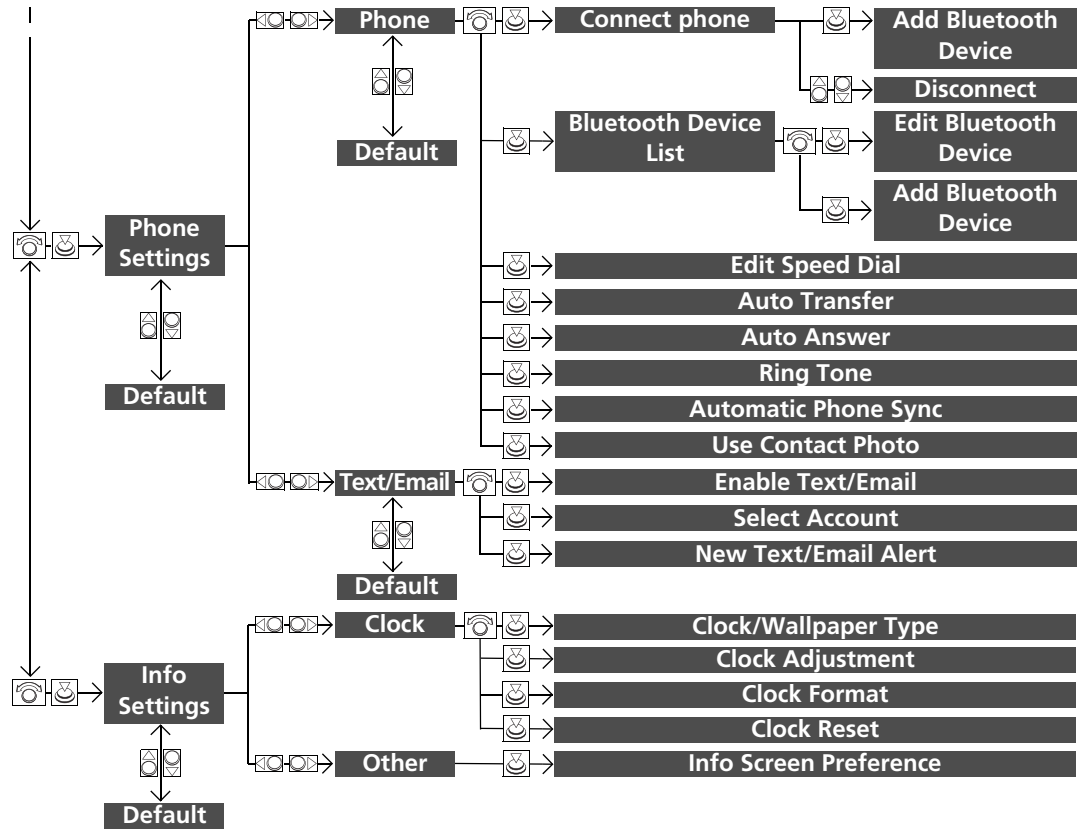 Phone
Connect phone
Add Bluetooth
Device
Disconnect
Default
Bluetooth Device
List
Edit Bluetooth
Device
Add Bluetooth
Device
Phone
Settings
Edit Speed Dial
Auto Transfer
Auto Answer
Ring Tone
Default
Automatic Phone Sync
Use Contact Photo
Text/Email
Enable Text/Email
Select Account
New Text/Email Alert
Default
Clock
Clock/Wallpaper Type
Clock Adjustment
Info
Settings
Clock Format
Clock Reset
Other
Info Screen Preference
Default